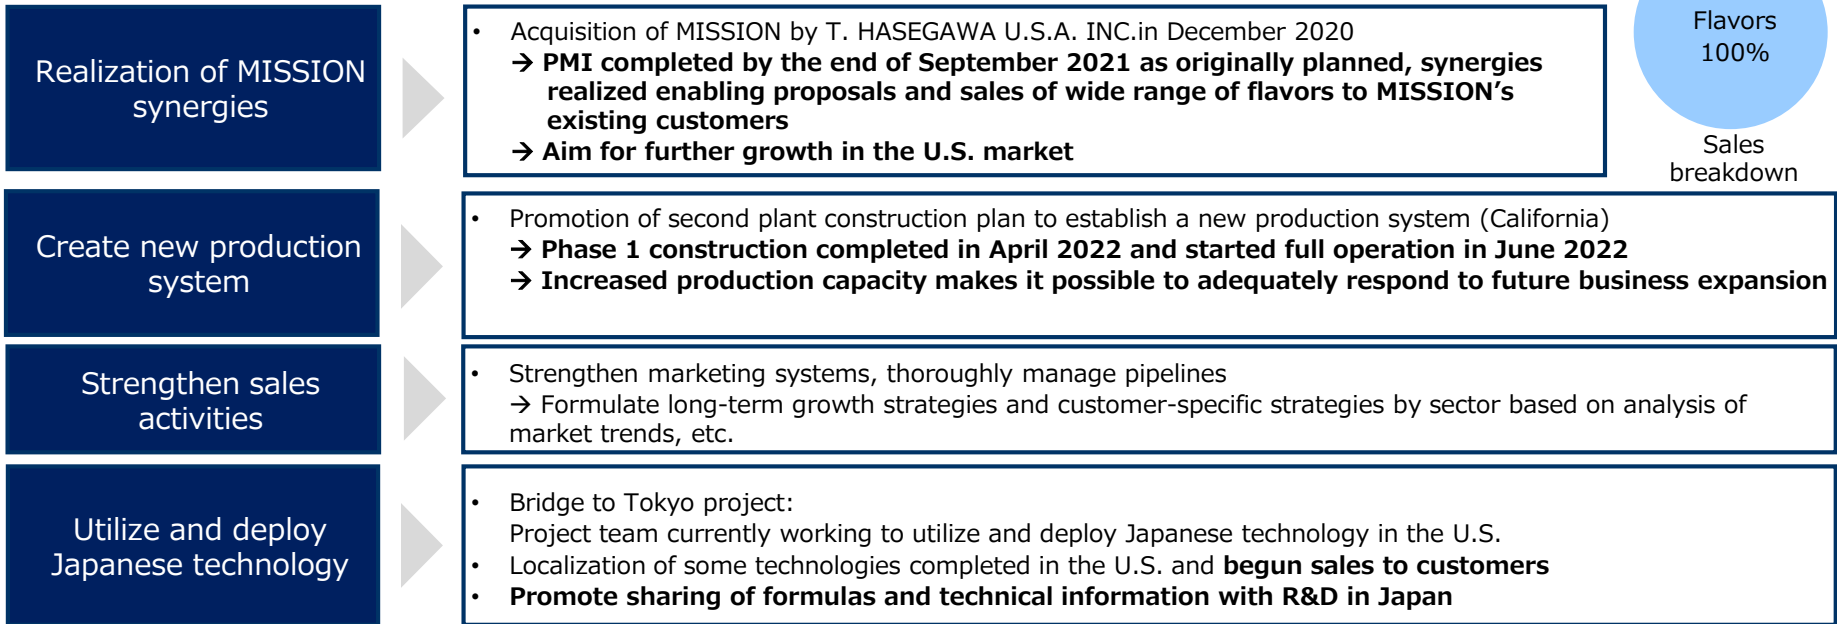 Realization of MISSION
synergies
• Acquisition of MISSION by T. HASEGAWA U.S.A. INC.in December 2020
→ PMI completed by the end of September 2021 as originally planned, synergies
realized enabling proposals and sales of wide range of flavors to MISSION’s
existing customers
→ Aim for further growth in the U.S. market
Flavors
100%
Sales
breakdown
Create new production
system
• Promotion of second plant construction plan to establish a new production system (California)
→ Phase 1 construction completed in April 2022 and started full operation in June 2022
→ Increased production capacity makes it possible to adequately respond to future business expansion
Strengthen sales
activities
• Strengthen marketing systems, thoroughly manage pipelines
→ Formulate long-term growth strategies and customer-specific strategies by sector based on analysis of
market trends, etc.
Utilize and deploy
Japanese technology
• Bridge to Tokyo project:
Project team currently working to utilize and deploy Japanese technology in the U.S.
• Localization of some technologies completed in the U.S. and begun sales to customers
• Promote sharing of formulas and technical information with R&D in Japan